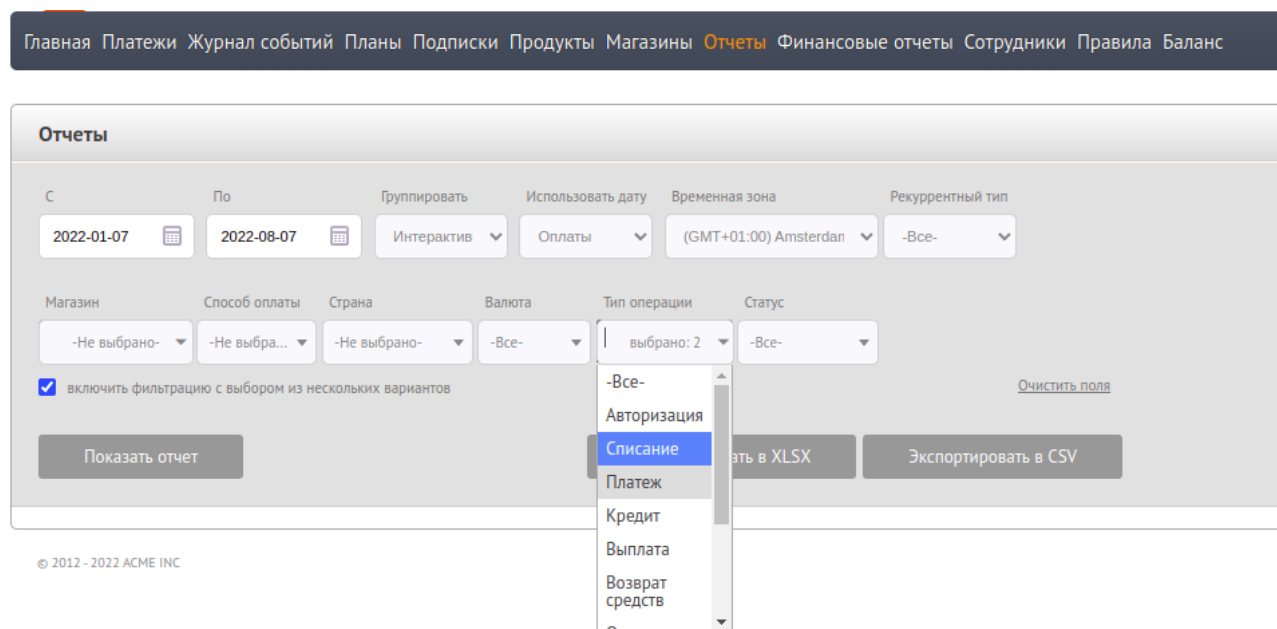 Главная Платежи Журнал событий Планы Подписки Продукты Магазины Отчеты Финансовые отчеты Сотрудники Правила Баланс
Отчеты
С По Группировать Использовать дату Временная зона Рекуррентный тип
2022-01-07 2022-08-07 Интерактив Оплаты (GMT+01:00) Amsterdan -Все-
Магазин Способ оплаты Страна Валюта Тип операции Статус
-Не выбрано- -Не выбра... -Не выбрано- -Все- выбрано: 2 -Все-
включить фильтрацию с выбором из нескольких вариантов
Очистить поля
-Все-
Авторизация
Списание
Платеж
Кредит
Выплата
Возврат
средств
Показать отчет ать в XLSX Экспортировать в CSV
© 2012 - 2022 ACME INC